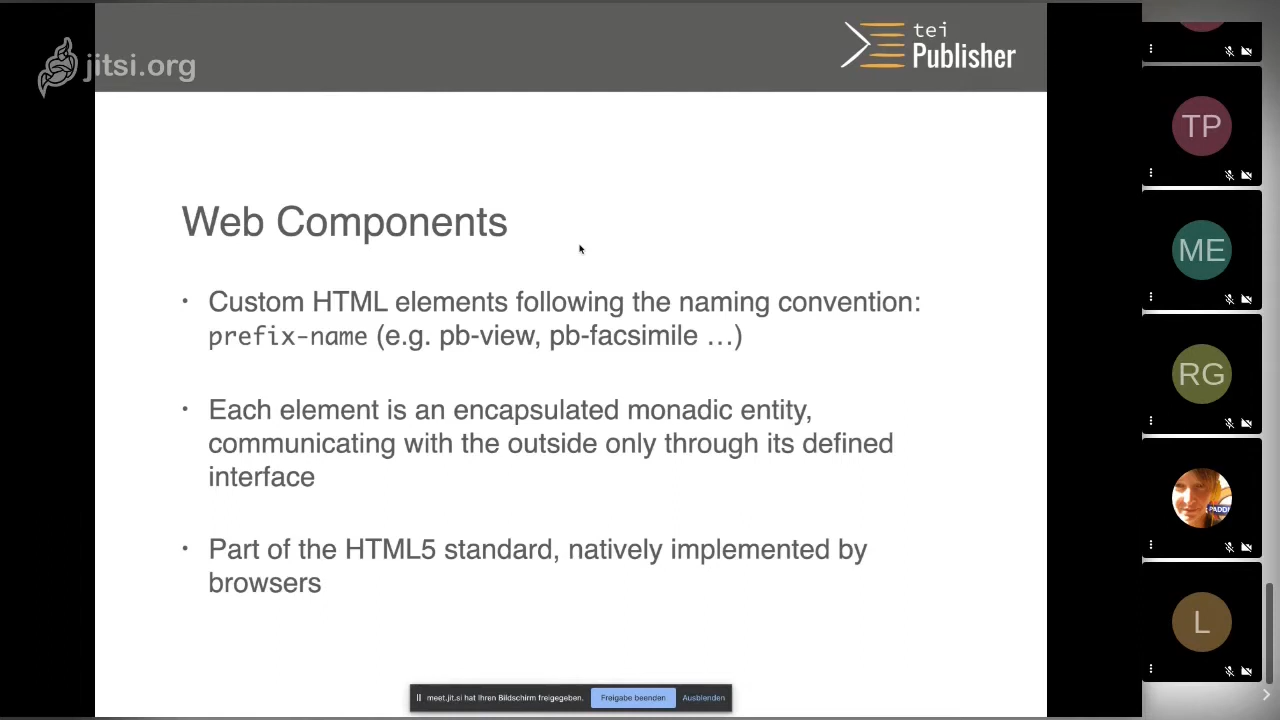 jitsi.org
tei
Publisher
Web Components
• Custom HTML elements following the naming convention:
prefix-name (e.g. pb-view, pb-facsimile …)
• Each element is an encapsulated monadic entity,
communicating with the outside only through its defined
interface
• Part of the HTML5 standard, natively implemented by
browsers
meet.jit.si hat Ihren Bildschirm freigegeben. Freigabe beenden Ausblenden
TP
ME
RG
PADDI
L